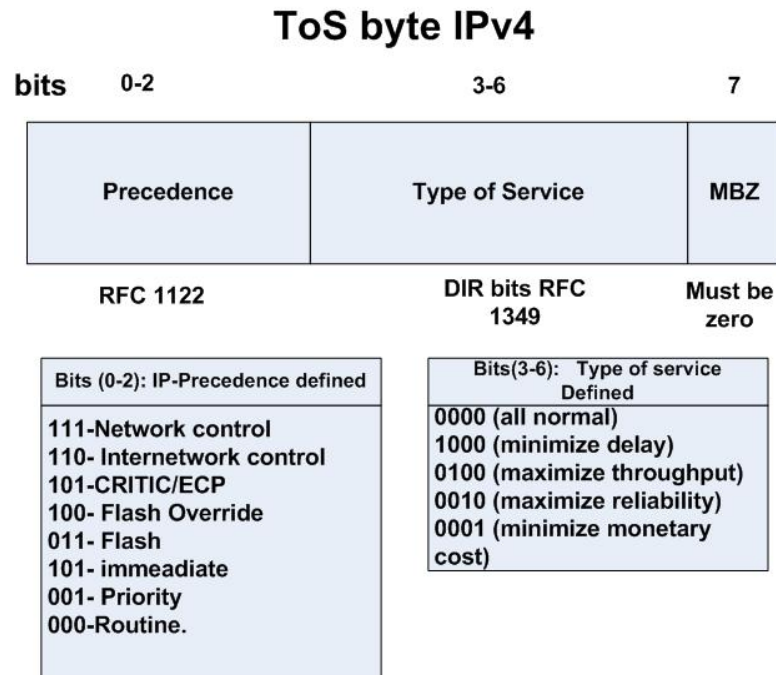 ToS byte IPv4
bits 0-2 3-6 7
Precedence Type of Service MBZ
RFC 1122
DIR bits RFC
1349
Must be
zero
Bits (0-2): IP-Precedence defined
111-Network control
110- Internetwork control
101-CRITIC/ECP
100- Flash Override
011- Flash
101- immeadiate
001- Priority
000-Routine.
Bits(3-6): Type of service
Defined
0000 (all normal)
1000 (minimize delay)
0100 (maximize throughput)
0010 (maximize reliability)
0001 (minimize monetary
cost)